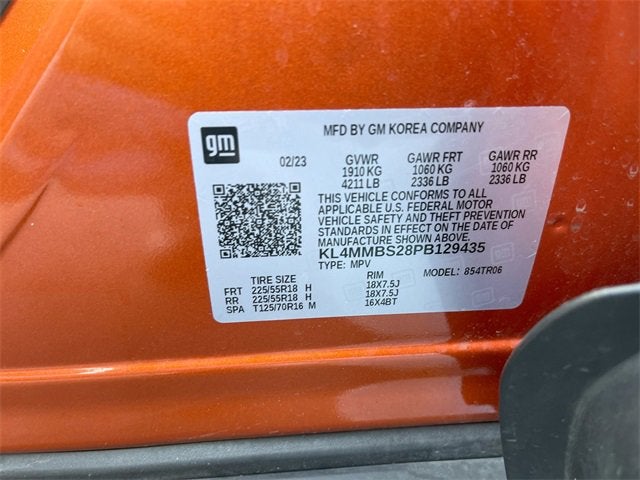 gm
MFD BY GM KOREA COMPANY
02/23 GVWR GAWR FRT GAWR RR
1910 KG 1060 KG 1060 KG
4211 LB 2336 LB 2336 LB
THIS VEHICLE CONFORMS TO ALL
APPLICABLE U.S. FEDERAL MOTOR
VEHICLE SAFETY AND THEFT PREVENTION
STANDARDS IN EFFECT ON THE DATE OF
MANUFACTURE SHOWN ABOVE.
KL4MMBS28PB129435
TYPE: MPV MODEL: 854TR06
TIRE SIZE RIM
FRT 225/55R18 H 18X7.5J
RR 225/55R18 H 18X7.5J
SPA T125/70R16 M 16X4BT